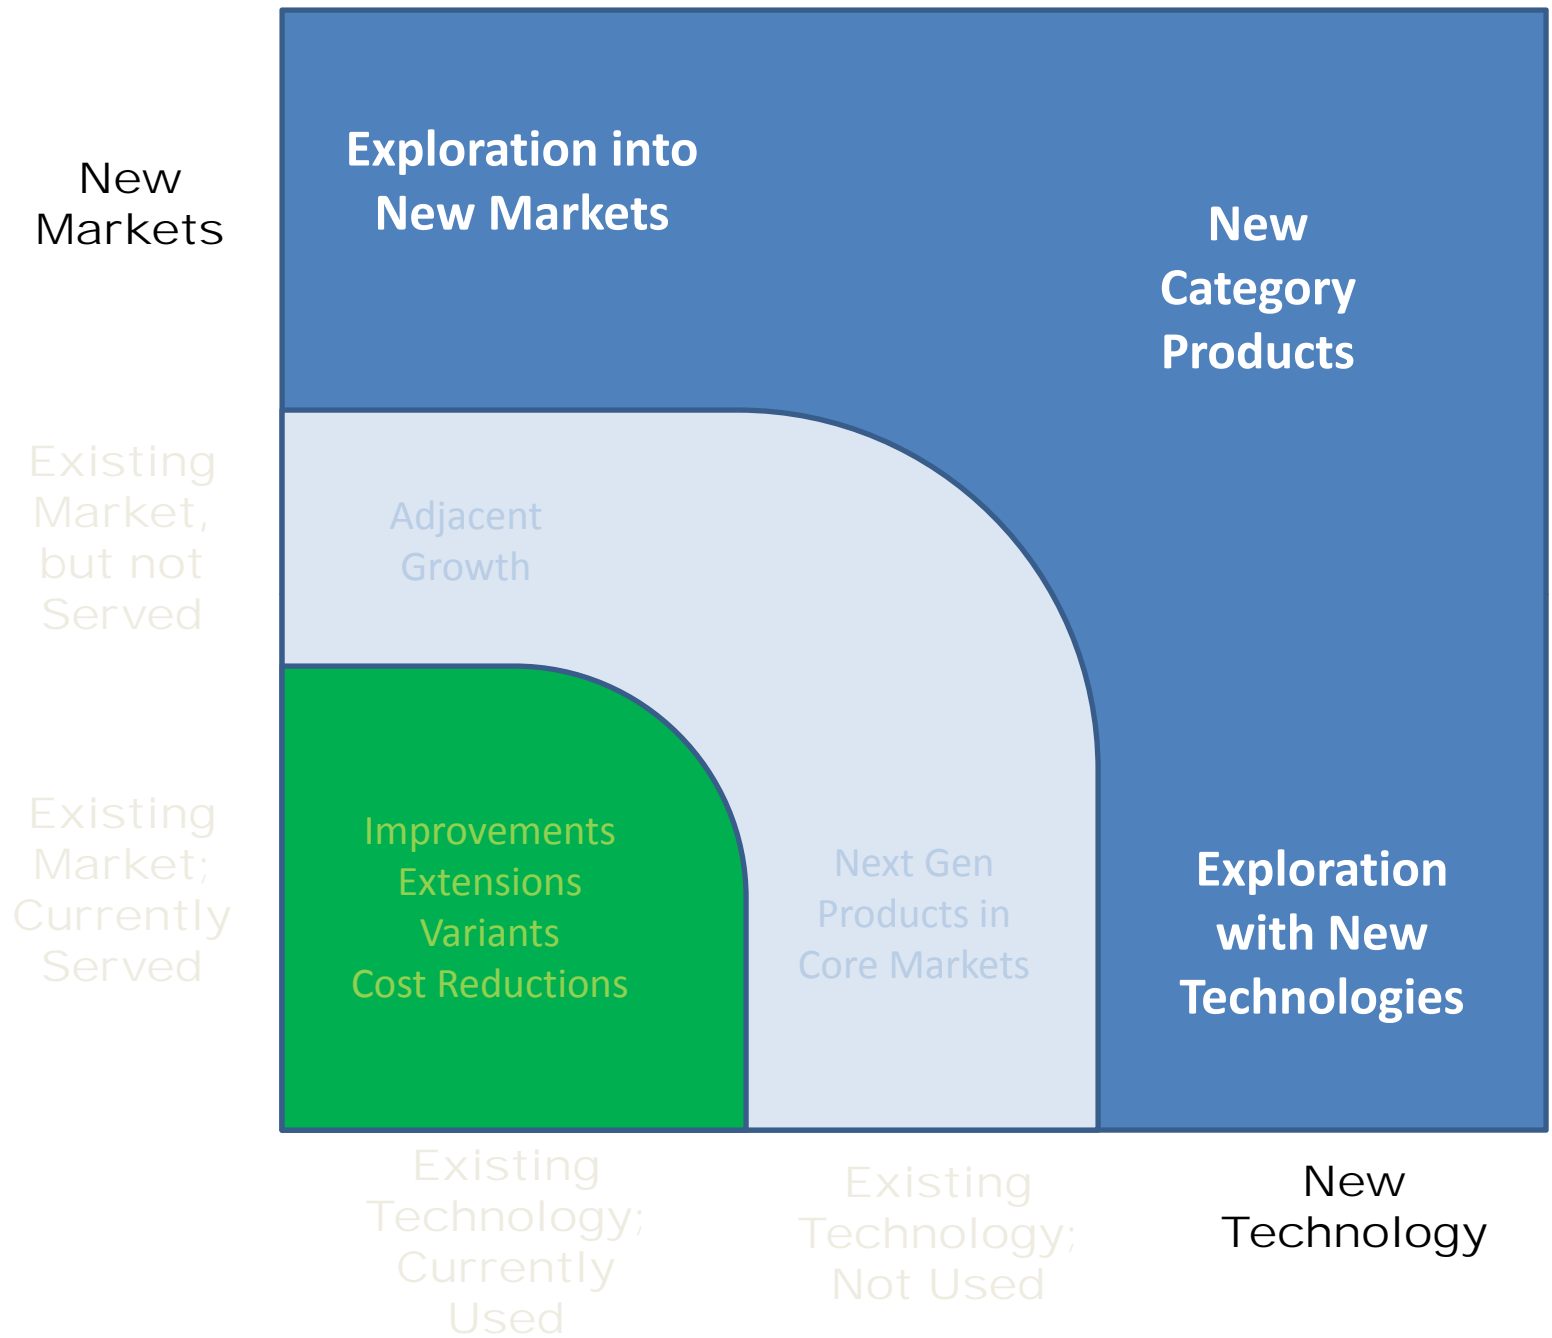 New
Markets
Exploration into
New Markets
New
Category
Products
Existing
Market,
but not
Served
Adjacent
Growth
Existing
Market;
Currently
Served
Improvements
Extensions
Variants
Cost Reductions
Next Gen
Products in
Core Markets
Exploration
with New
Technologies
Existing
Technology;
Currently
Used
Existing
Technology;
Not Used
New
Technology